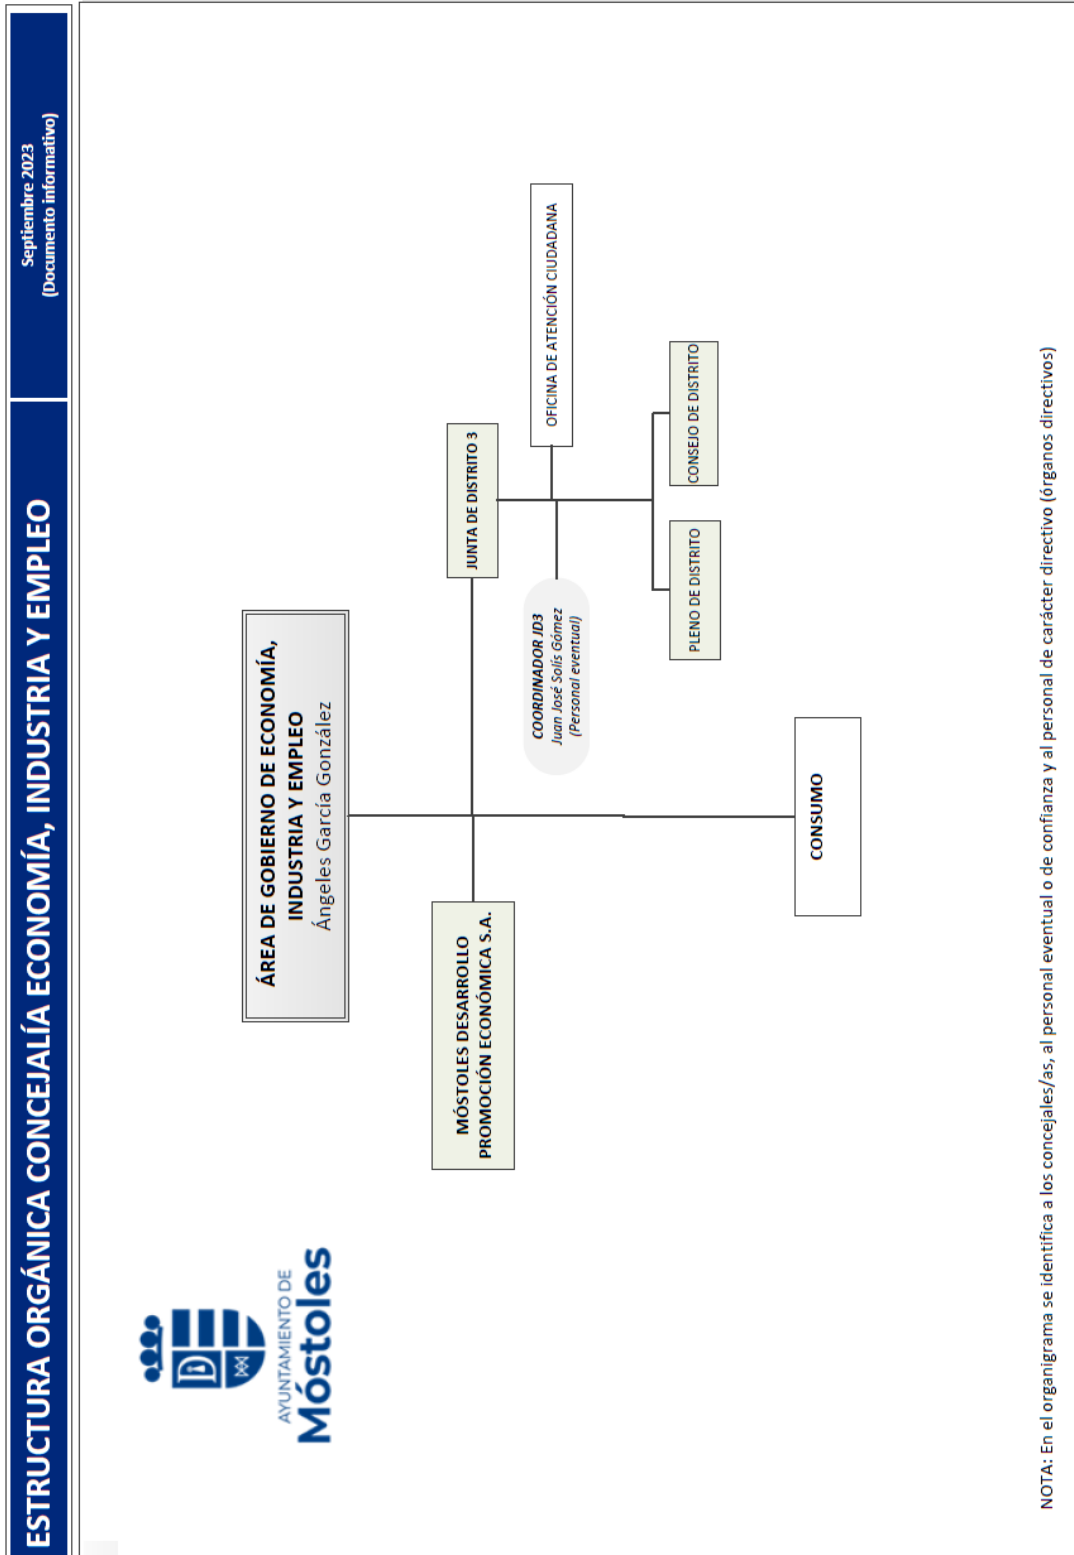 ESTRUCTURA ORGÁNICA CONCEJALÍA ECONOMÍA, INDUSTRIA Y EMPLEO
Septiembre 2023
(Documento informativo)
AYUNTAMIENTO DE
Móstoles
ÁREA DE GOBIERNO DE ECONOMÍA,
INDUSTRIA Y EMPLEO
Ángeles García González
MÓSTOLES DESARROLLO
PROMOCIÓN ECONÓMICA S.A.
JUNTA DE DISTRITO 3
COORDINADOR JD3
Juan José Solís Gómez
(Personal eventual)
OFICINA DE ATENCIÓN CIUDADANA
PLENO DE DISTRITO
CONSEJO DE DISTRITO
CONSUMO
NOTA: En el organigrama se identifica a los concejales/as, al personal eventual o de confianza y al personal de carácter directivo (órganos directivos)